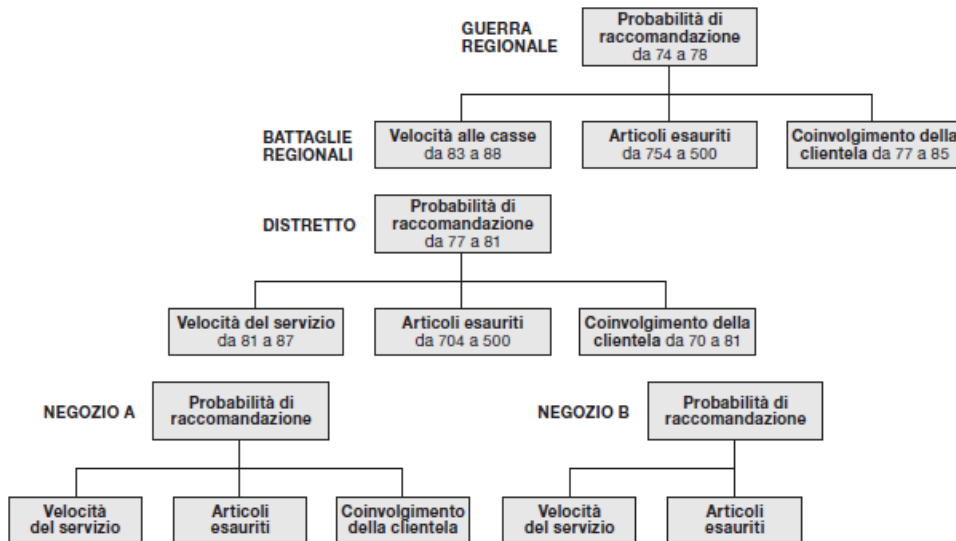 GUERRA
REGIONALE
Probabilità di
raccomandazione
da 74 a 78
BATTAGLIE
REGIONALI
Velocità alle casse
da 83 a 88
Articoli esauriti
da 754 a 500
Coinvolgimento della
clientela da 77 a 85
DISTRETTO
Probabilità di
raccomandazione
da 77 a 81
Velocità del servizio
da 81 a 87
Articoli esauriti
da 704 a 500
Coinvolgimento della
clientela da 70 a 81
NEGOZIO A
Probabilità di
raccomandazione
NEGOZIO B
Probabilità di
raccomandazione
Velocità
del servizio
Articoli
esauriti
Coinvolgimento
della clientela
Velocità
del servizio
Articoli
esauriti